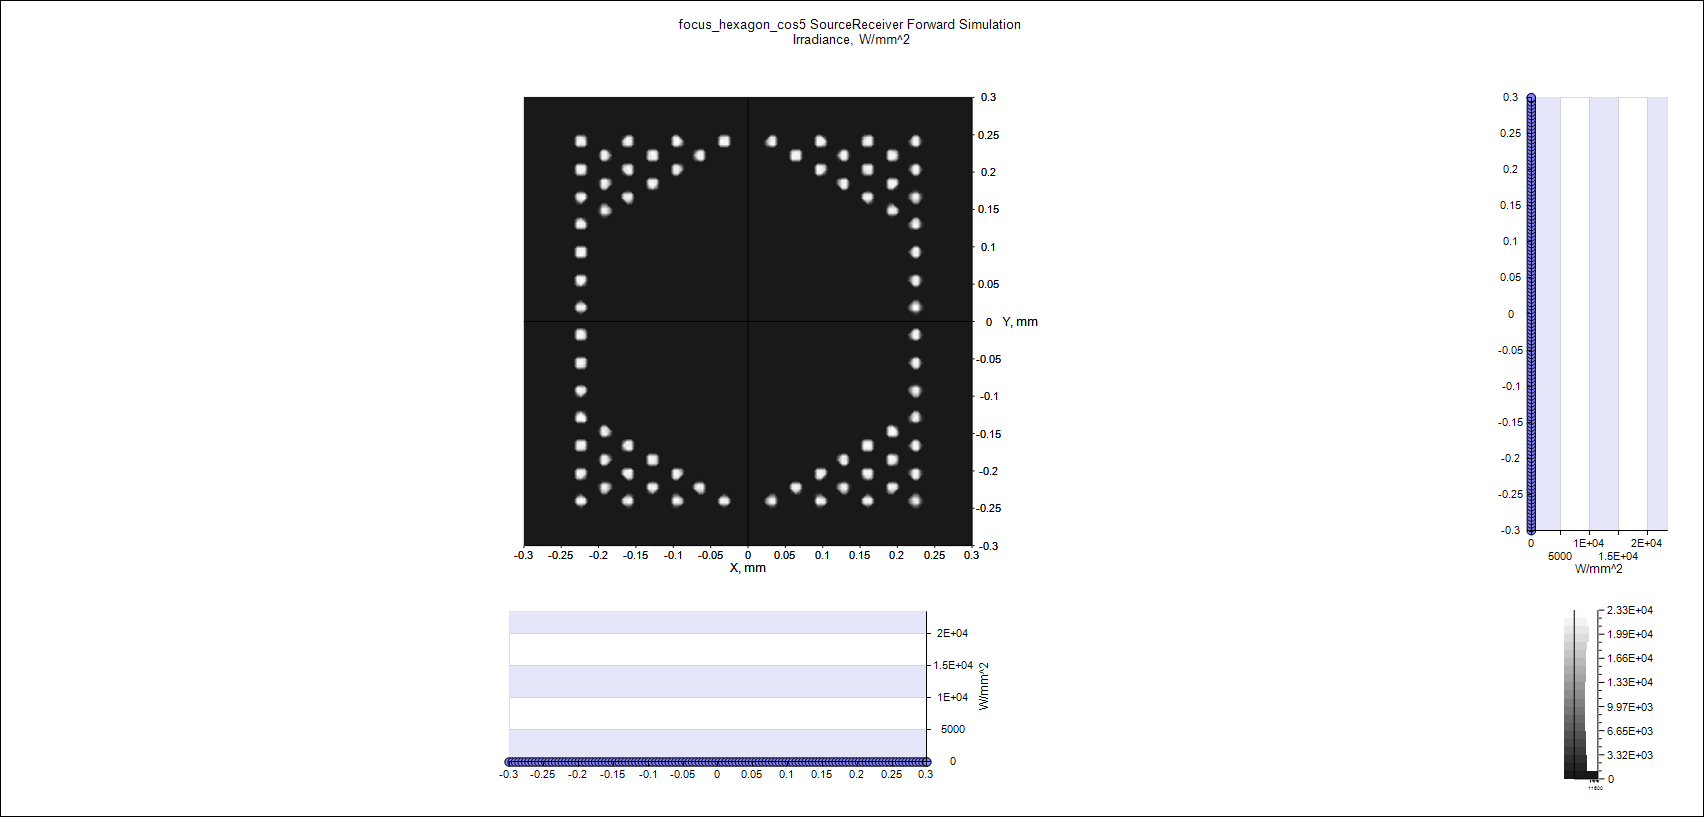 focus_hexagon_cos5 SourceReceiver Forward Simulation
Irradiance, W/mm^2
0.3
0.25
0.2
0.15
0.1
0.05
0 Y, mm
-0.05
-0.1
-0.15
-0.2
-0.25
-0.3
-0.3 -0.25 -0.2 -0.15 -0.1 -0.05 0 0.05 0.1 0.15 0.2 0.25 0.3
X, mm
0.3
0.25
0.2
0.15
0.1
0.05
0
-0.05
-0.1
-0.15
-0.2
-0.25
-0.3
0 1E+04 2E+04
5000 1.5E+04
W/mm^2
2E+04
1.5E+04
1E+04
5000
0
W/mm^2
-0.3 -0.25 -0.2 -0.15 -0.1 -0.05 0 0.05 0.1 0.15 0.2 0.25 0.3
2.33E+04
1.99E+04
1.66E+04
1.33E+04
9.97E+03
6.65E+03
3.32E+03
0